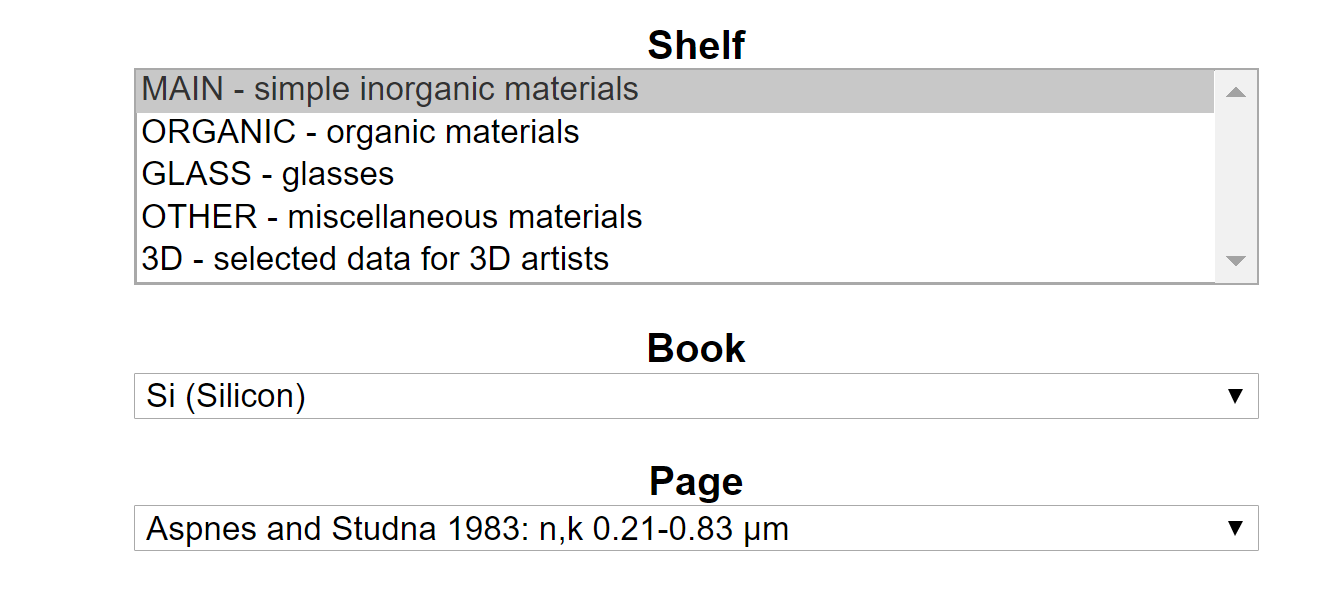 Shelf
MAIN - simple inorganic materials
ORGANIC - organic materials
GLASS - glasses
OTHER - miscellaneous materials
3D - selected data for 3D artists
Book
Si (Silicon)
Page
Aspnes and Studna 1983: n,k 0.21-0.83 µm